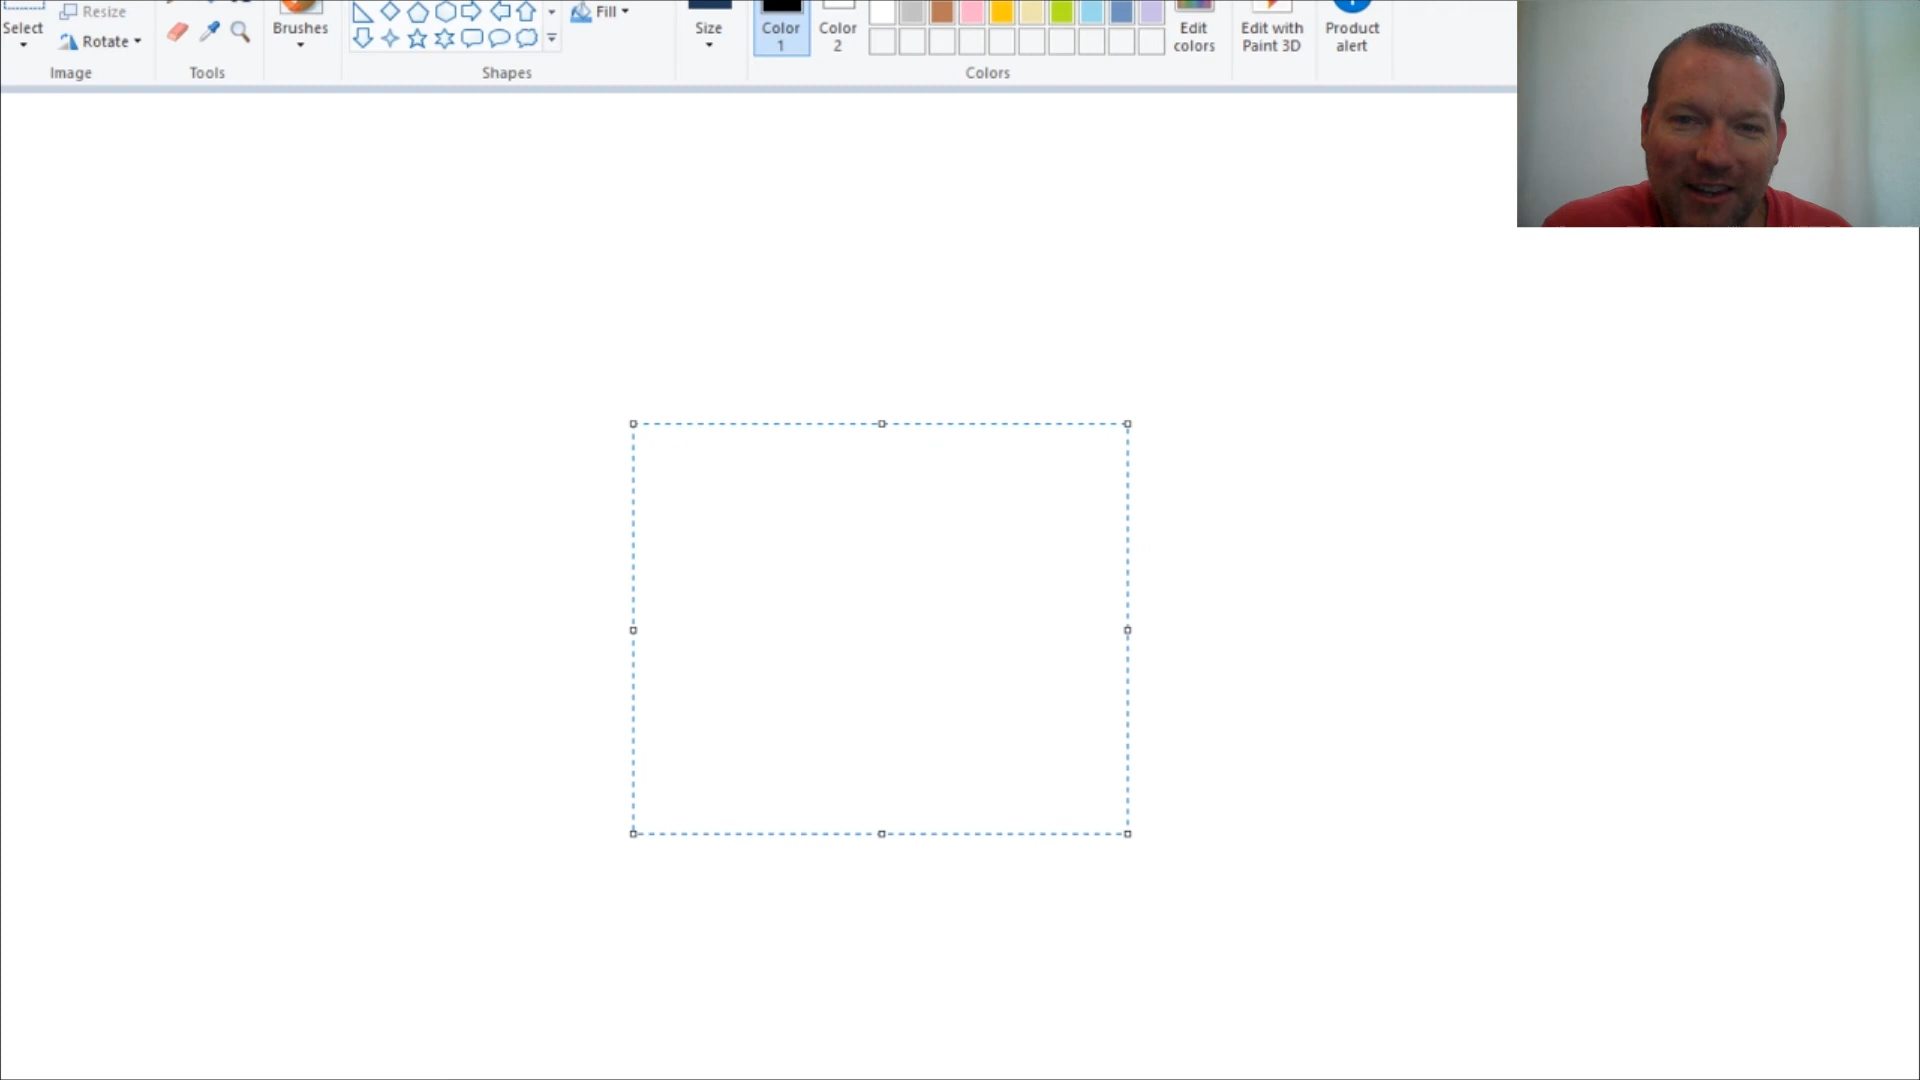 Select
Resize
Rotate
Image
Tools
Brushes
Shapes
Fill
Size
Color
1
Color
2
Colors
Edit
colors
Edit with
Paint 3D
Product
alert